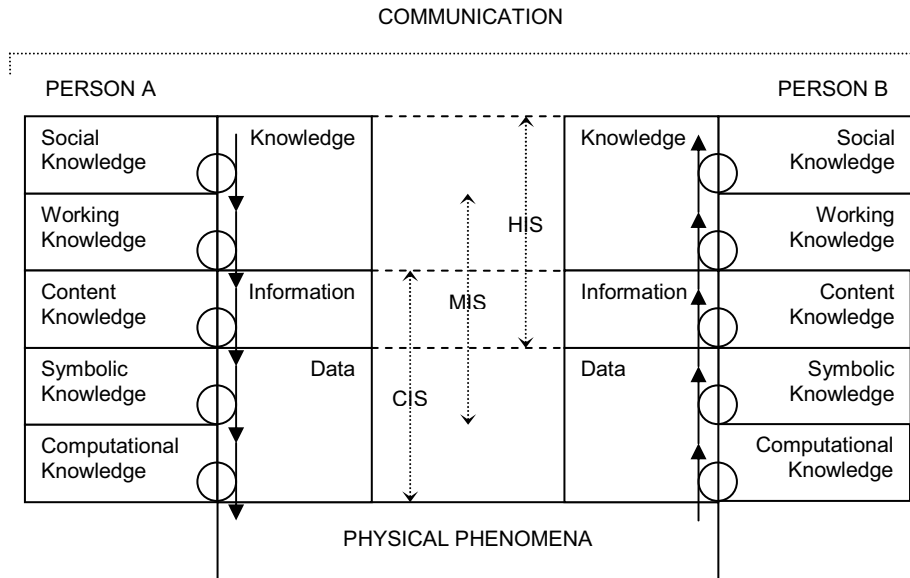 COMMUNICATION
PERSON A
PERSON B
Social
Knowledge
Knowledge
Knowledge
Social
Knowledge
Working
Knowledge
HIS
Working
Knowledge
Content
Knowledge
Information
MIS
Information
Content
Knowledge
Symbolic
Knowledge
Data
CIS
Data
Symbolic
Knowledge
Computational
Knowledge
Computational
Knowledge
PHYSICAL PHENOMENA